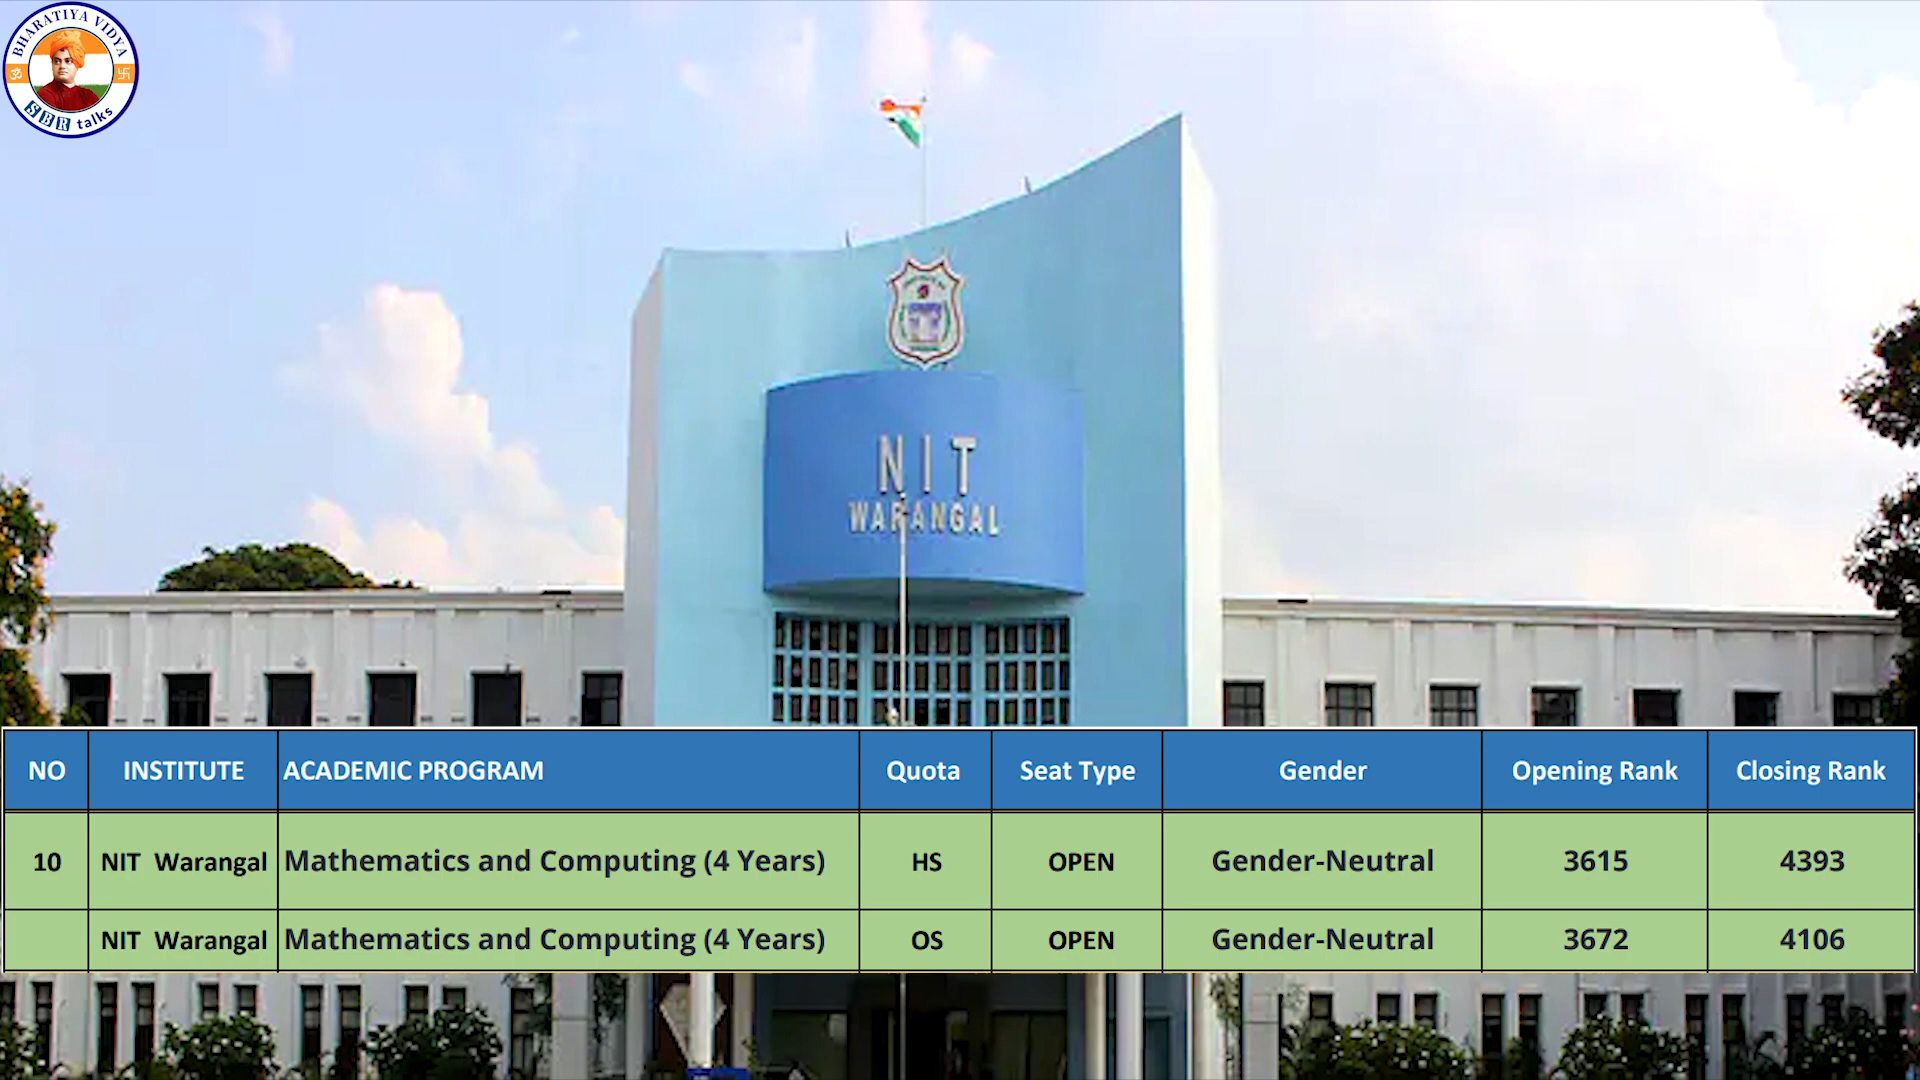 BHARATIYA VIDYA
SBR talks
NIT
WARANGAL
NO INSTITUTE ACADEMIC PROGRAM Quota Seat Type Gender Opening Rank Closing Rank
10 NIT Warangal Mathematics and Computing (4 Years) HS OPEN Gender-Neutral 3615 4393
NIT Warangal Mathematics and Computing (4 Years) OS OPEN Gender-Neutral 3672 4106